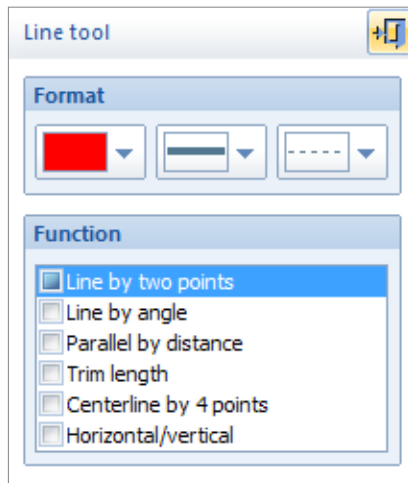 Line tool
Format
Function
Line by two points
Line by angle
Parallel by distance
Trim length
Centerline by 4 points
Horizontal/vertical